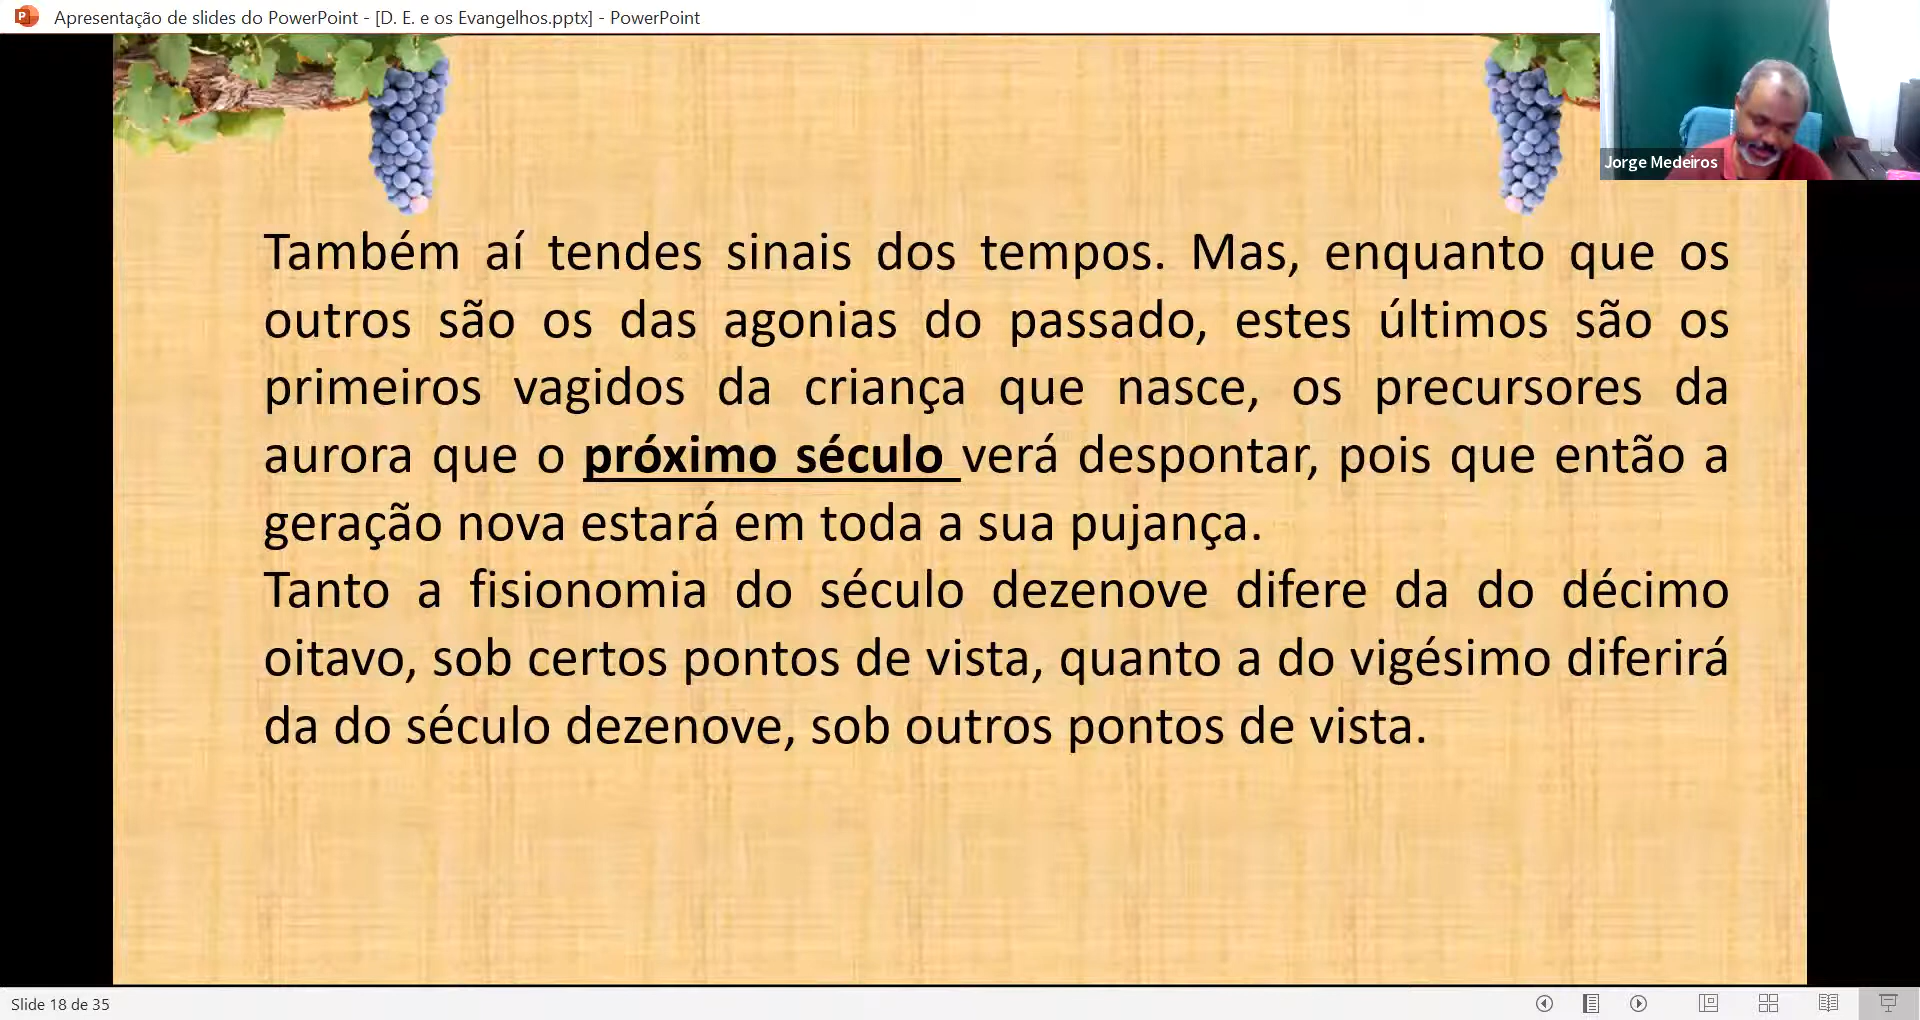 Apresentação de slides do PowerPoint - [D. E. e os Evangelhos.pptx] - PowerPoint
Jorge Medeiros
Também aí tendes sinais dos tempos. Mas, enquanto que os
outros são os das agonias do passado, estes últimos são os
primeiros vagidos da criança que nasce, os precursores da
aurora que o próximo século verá despontar, pois que então a
geração nova estará em toda a sua pujança.
Tanto a fisionomia do século dezenove difere da do décimo
oitavo, sob certos pontos de vista, quanto a do vigésimo diferirá
da do século dezenove, sob outros pontos de vista.
Slide 18 de 35